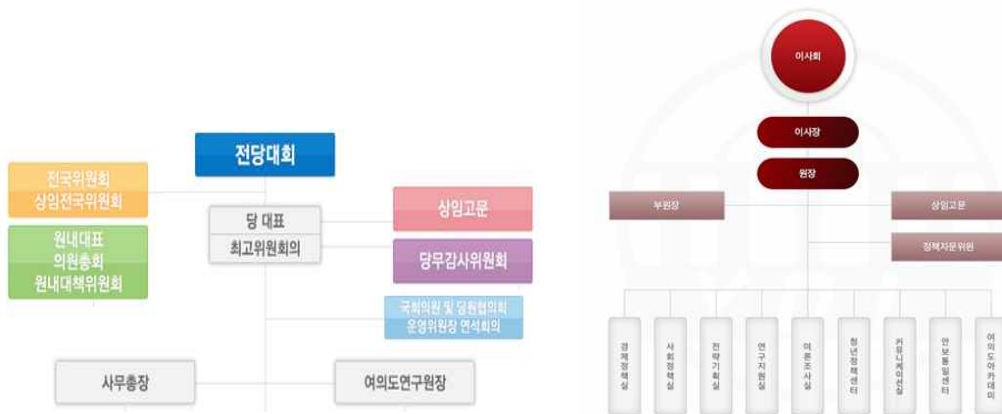 전당대회
전국위원회
상임전국위원회
당 대표
최고위원회의
상임고문
원내대표
의원총회
원내대책위원회
당무감사위원회
국회의원 및 당원협의회
운영위원장 연석회의
사무총장
여의도연구원장
이사회
이사장
원장
부원장
상임고문
정책자문위원
경제정책실
사회정책실
전략기획실
연구지원실
여론조사실
청년정책센터
커뮤니케이션실
안보통일센터
여의도아카데미